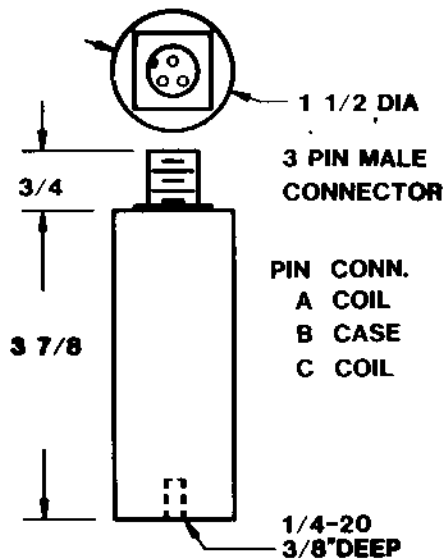 1 1/2 DIA
3/4
3 PIN MALE
CONNECTOR
PIN CONN.
A COIL
B CASE
C COIL
3 7/8
1/4-20
3/8"DEEP